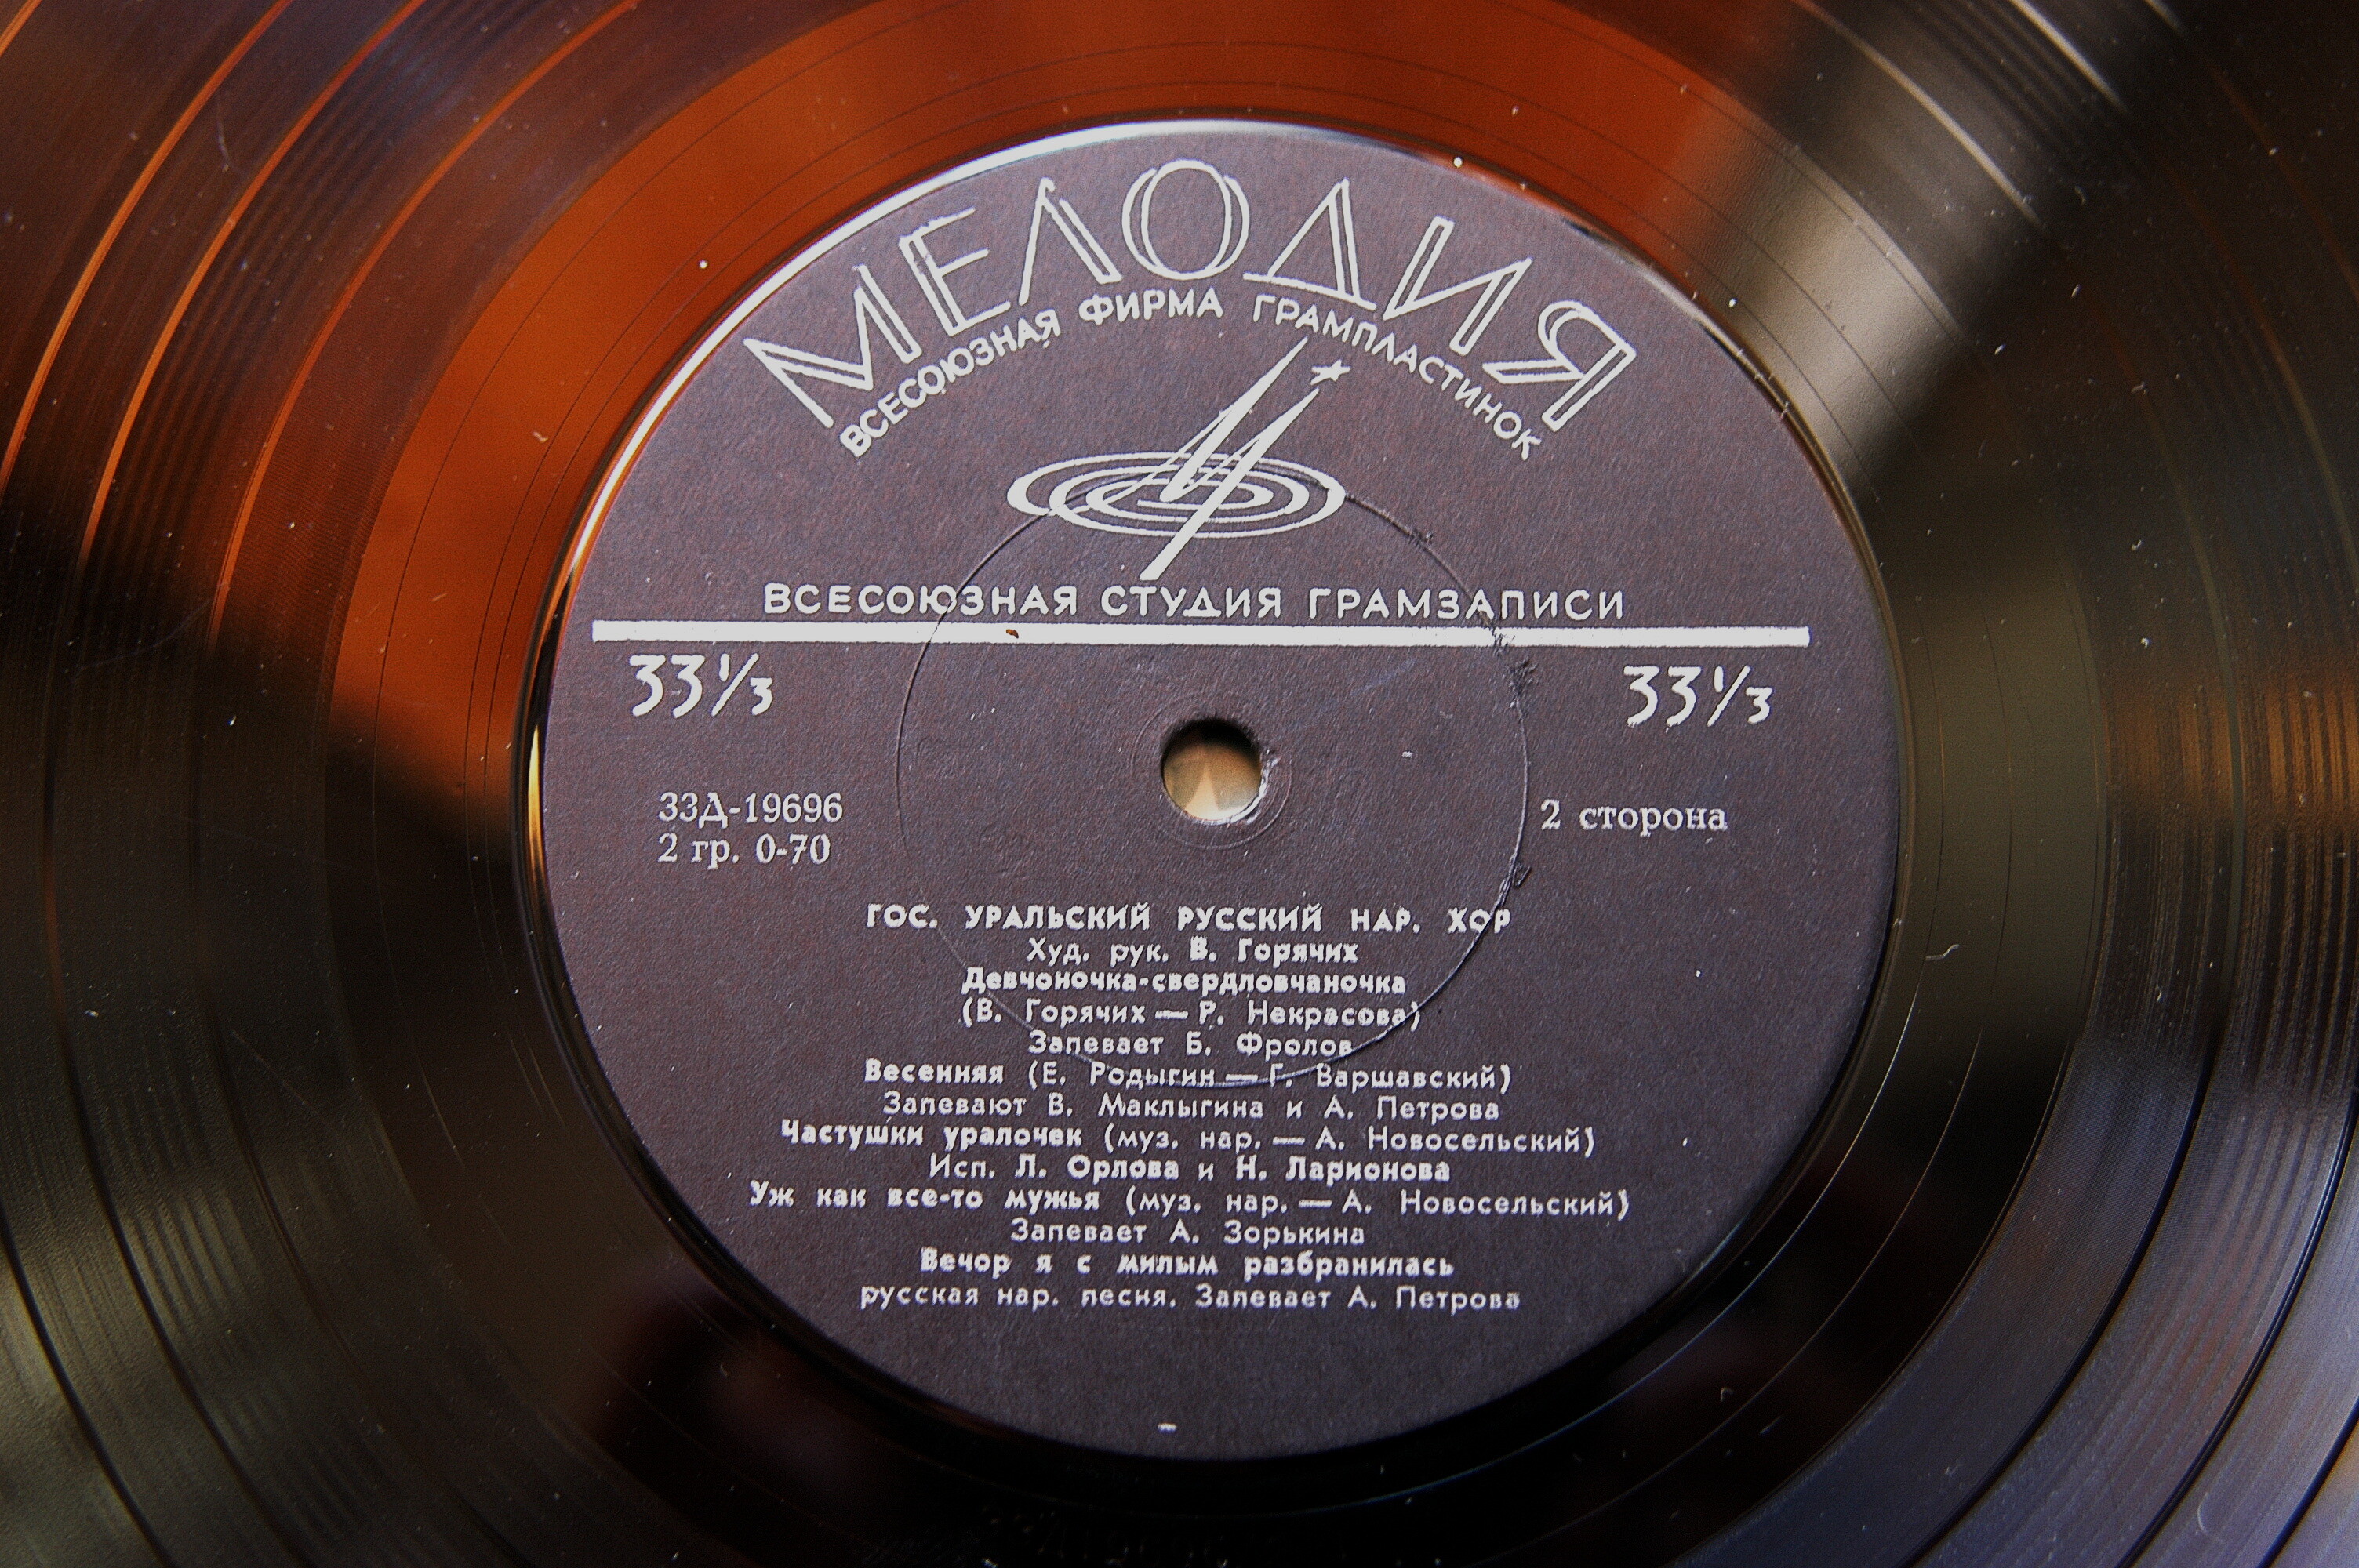 МЕЛОДИЯ
ВСЕСОЮЗНАЯ ФИРМА ГРАМПЛАСТИНОК
ВСЕСОЮЗНАЯ СТУДИЯ ГРАМЗАПИСИ
33⅓ 33⅓
33Д-19696
2 гр. 0-70
2 сторона
ГОС. УРАЛЬСКИЙ РУССКИЙ НАР. ХОР
Худ. рук. В. Горячих
Девчоночка-свердловчаночка
(В. Горячих — Р. Некрасова)
Запевает Б. Фролов
Весенняя (Е. Родыгин — Г. Варшавский)
Запевают В. Маклыгина и А. Петрова
Частушки уралочек (муз. нар. — А. Новосельский)
Исп. Л. Орлова и Н. Ларионова
Уж как все-то мужья (муз. нар. — А. Новосельский)
Запевает А. Зорькина
Вечор я с милым разбранилась
русская нар. песня. Запевает А. Петрова